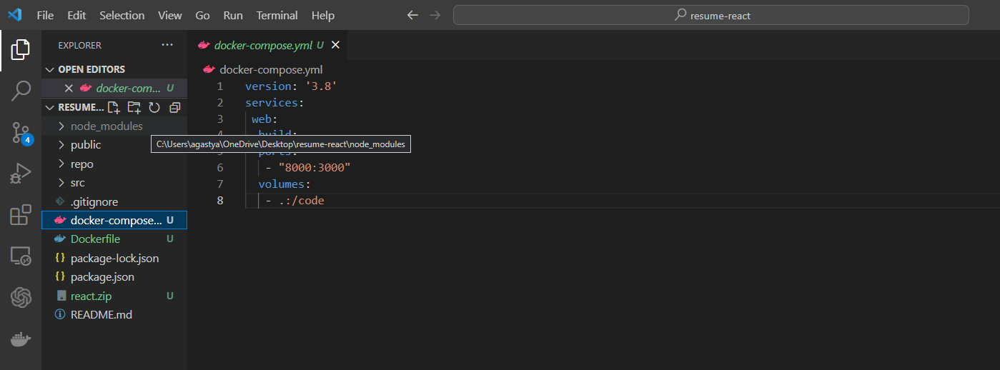 File Edit Selection View Go Run Terminal Help
resume-react
EXPLORER
OPEN EDITORS
docker-com... U
RESUME...
node_modules
public
repo
src
.gitignore
docker-compose... U
Dockerfile U
package-lock.json
package.json
react.zip U
README.md
4
docker-compose.yml U
docker-compose.yml
1 version: '3.8'
2 services:
3 web:
4 build:
C:\Users\agastya\OneDrive\Desktop\resume-react\node_modules
5 ports:
6 - "8000:3000"
7 volumes:
8 - .:/code